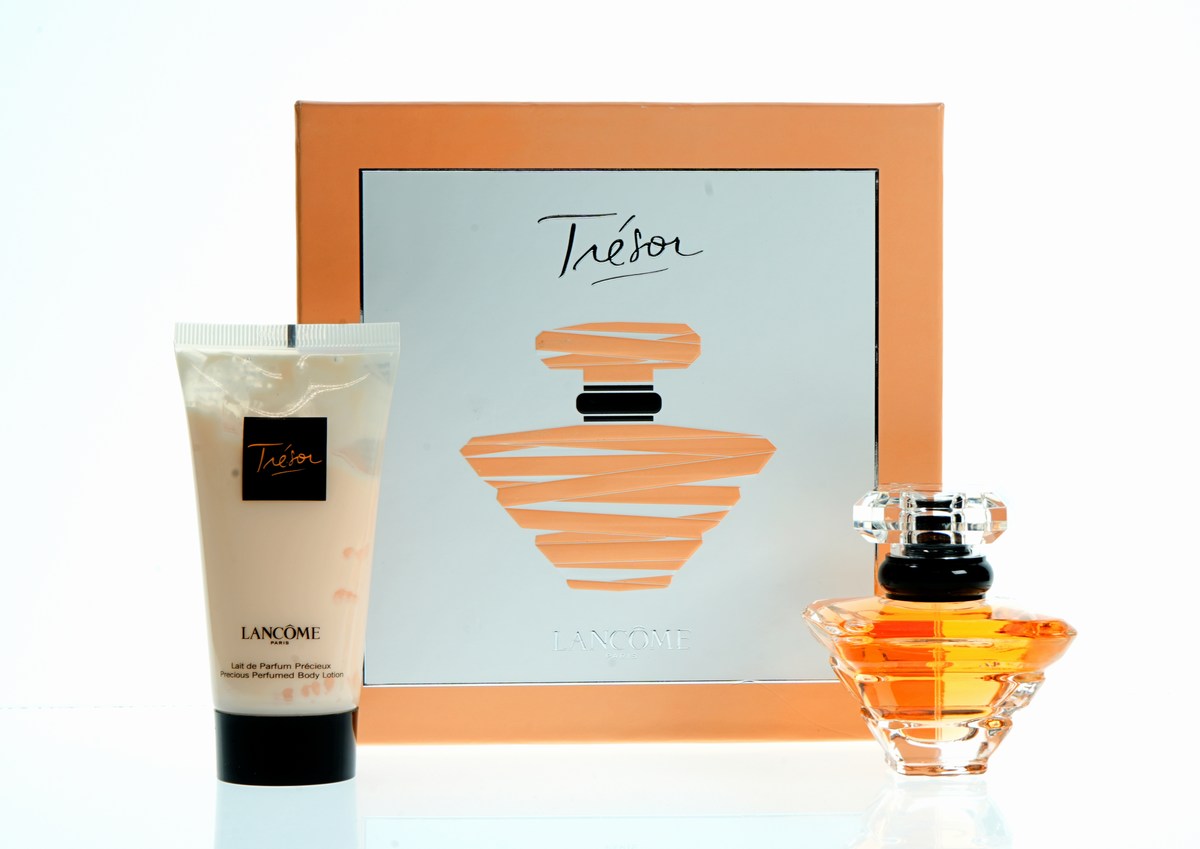 Trésor
LANCÔME
Trésor
LANCÔME
PARIS
Lait de Parfum Précieux
Precious Perfumed Body Lotion